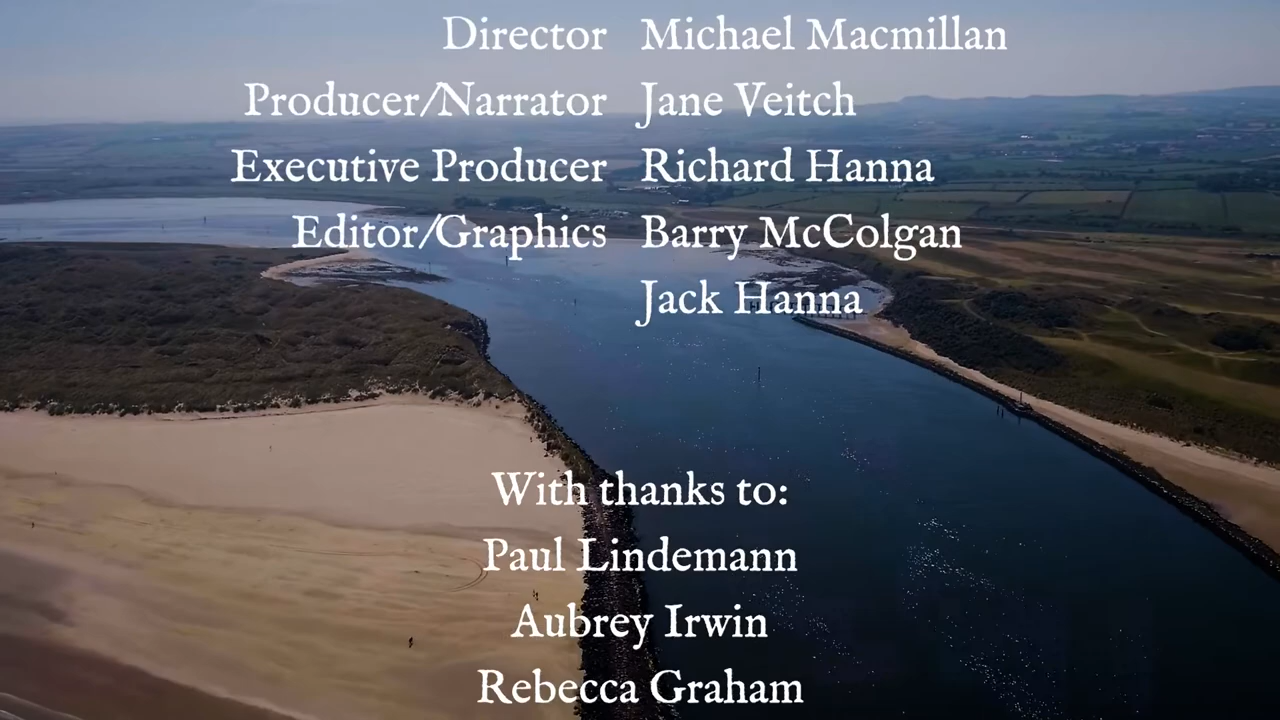 Director Michael Macmillan
Producer/Narrator Jane Veitch
Executive Producer Richard Hanna
Editor/Graphics Barry McColgan
Jack Hanna
With thanks to:
Paul Lindemann
Aubrey Irwin
Rebecca Graham